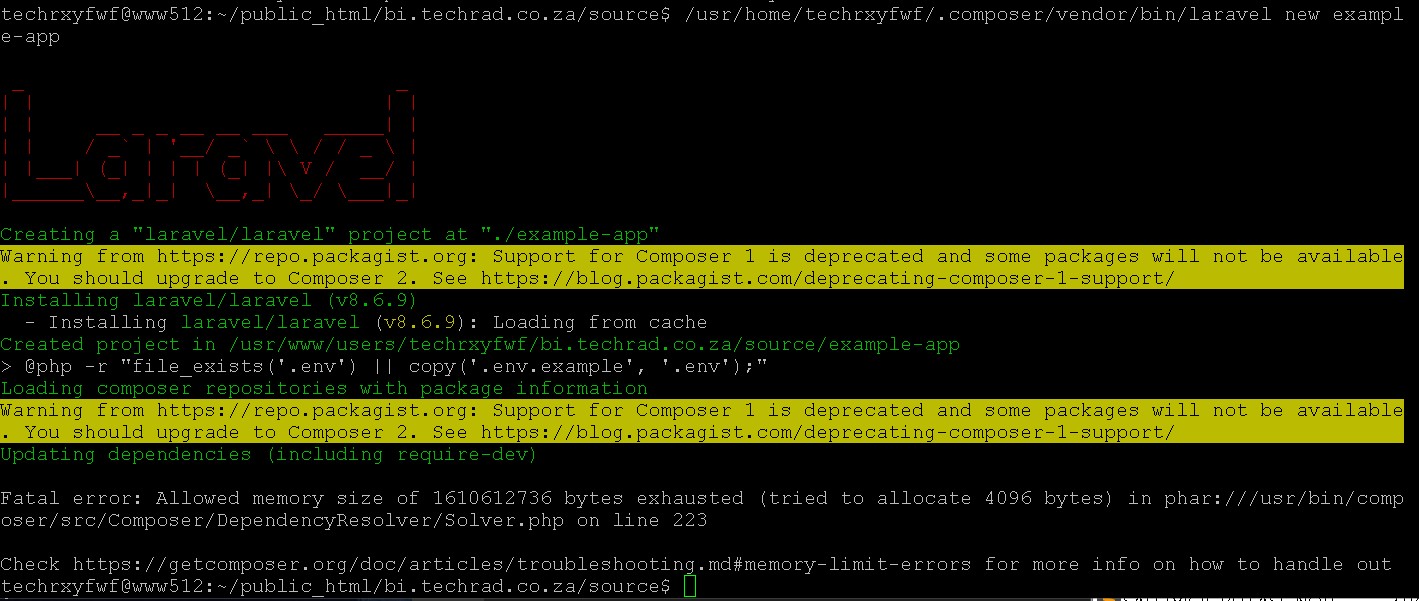 techrxyfwf@www512:~/public_html/bi.techrad.co.za/source$ /usr/home/techrxyfwf/.composer/vendor/bin/laravel new exampl
e-app
Laravel
Creating a "laravel/laravel" project at "./example-app"
Warning from https://repo.packagist.org: Support for Composer 1 is deprecated and some packages will not be available
. You should upgrade to Composer 2. See https://blog.packagist.com/deprecating-composer-1-support/
Installing laravel/laravel (v8.6.9)
  - Installing laravel/laravel (v8.6.9): Loading from cache
Created project in /usr/www/users/techrxyfwf/bi.techrad.co.za/source/example-app
> @php -r "file_exists('.env') || copy('.env.example', '.env');"
Loading composer repositories with package information
Warning from https://repo.packagist.org: Support for Composer 1 is deprecated and some packages will not be available
. You should upgrade to Composer 2. See https://blog.packagist.com/deprecating-composer-1-support/
Updating dependencies (including require-dev)
Fatal error: Allowed memory size of 1610612736 bytes exhausted (tried to allocate 4096 bytes) in phar:///usr/bin/comp
oser/src/Composer/DependencyResolver/Solver.php on line 223
Check https://getcomposer.org/doc/articles/troubleshooting.md#memory-limit-errors for more info on how to handle out
techrxyfwf@www512:~/public_html/bi.techrad.co.za/source$